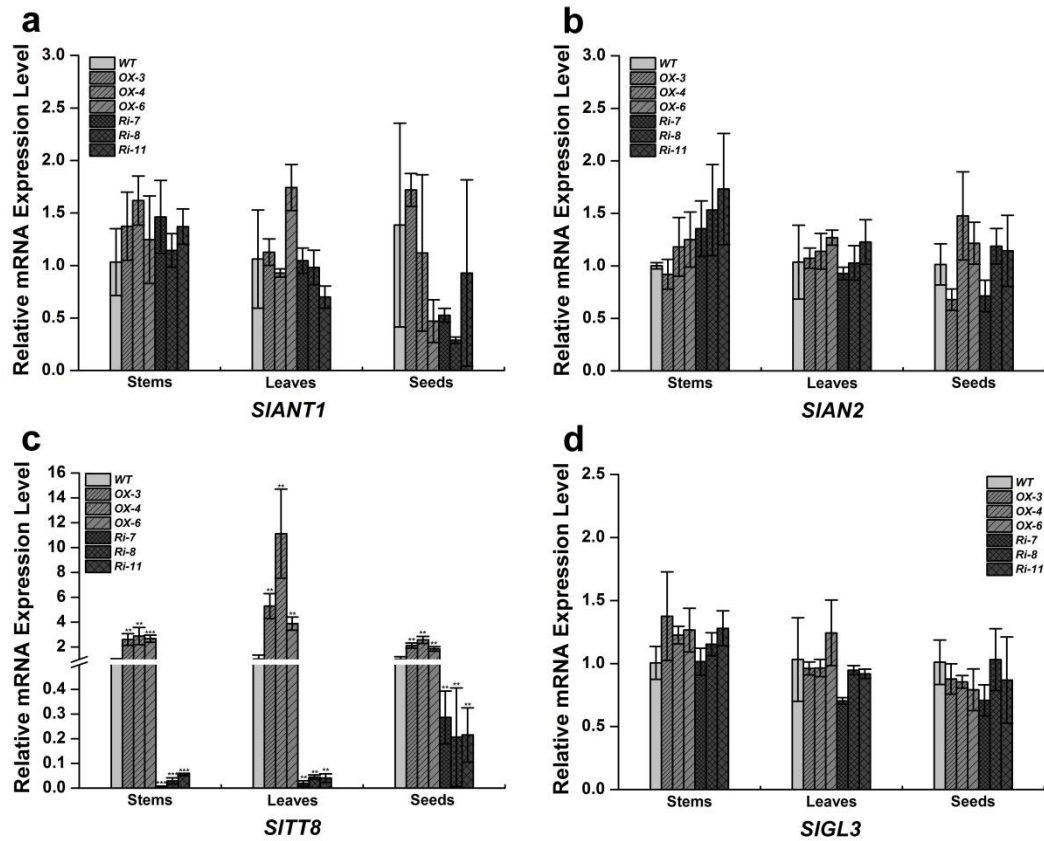 a
Relative mRNA Expression Level
3.0
2.5
2.0
1.5
1.0
0.5
0.0
WT
OX-3
OX-4
OX-6
Ri-7
Ri-8
Ri-11
Stems Leaves Seeds
SlANT1
b
Relative mRNA Expression Level
3.0
2.5
2.0
1.5
1.0
0.5
0.0
WT
OX-3
OX-4
OX-6
Ri-7
Ri-8
Ri-11
Stems Leaves Seeds
SlAN2
c
Relative mRNA Expression Level
16
14
12
10
8
6
4
2
0.4
0.3
0.2
0.1
0.0
WT
OX-3
OX-4
OX-6
Ri-7
Ri-8
Ri-11
** ** *** *** *** ***
** ** ** ** ** **
** ** ** ** ** **
Stems Leaves Seeds
SlTT8
d
Relative mRNA Expression Level
2.5
2.0
1.5
1.0
0.5
0.0
WT
OX-3
OX-4
OX-6
Ri-7
Ri-8
Ri-11
Stems Leaves Seeds
SlGL3